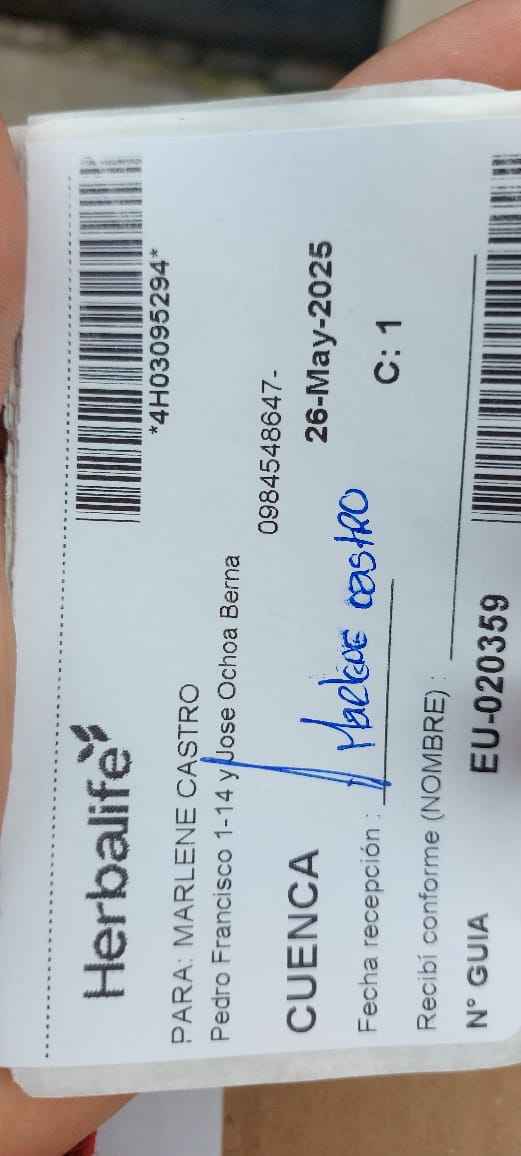 Herbalife
*4H03095294*
PARA: MARLENE CASTRO
Pedro Francisco 1-14 y Jose Ochoa Berna
0984548647-
CUENCA
26-May-2025
Fecha recepción : Marlene Castro
C: 1
Recibí conforme (NOMBRE) :
N° GUIA EU-020359